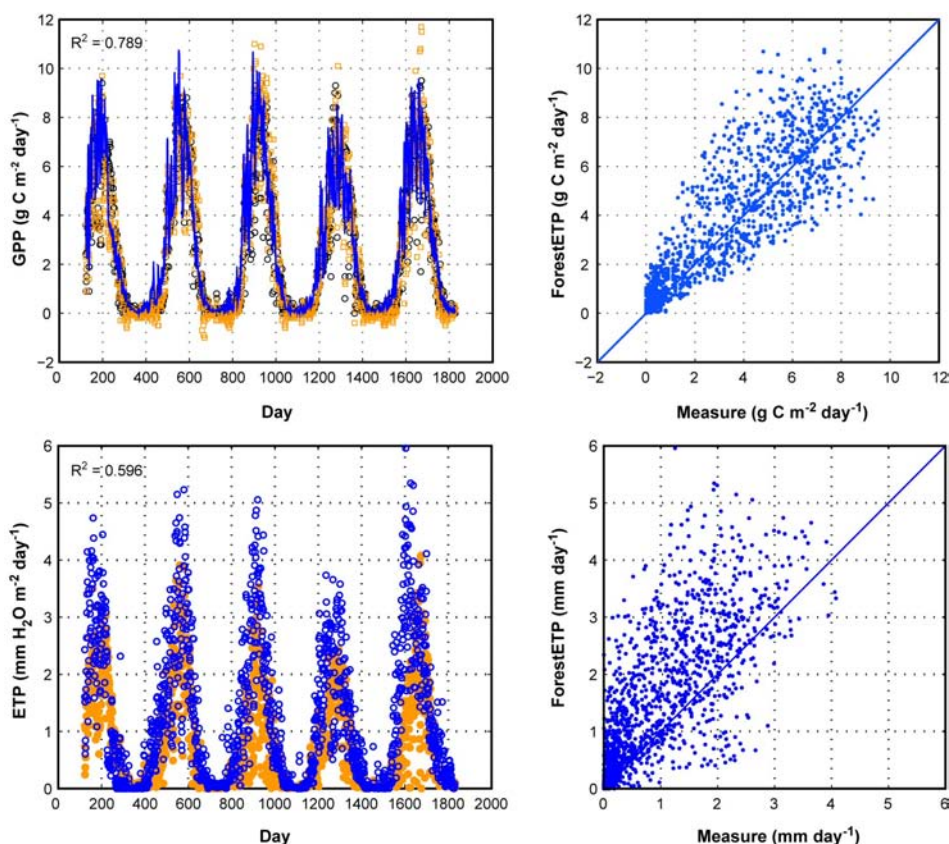 R² = 0.789
12
10
8
6
4
2
0
−2
GPP (g C m⁻² day⁻¹)
0 200 400 600 800 1000 1200 1400 1600 1800 2000
Day
12
10
8
6
4
2
0
−2
ForestETP (g C m⁻² day⁻¹)
−2 0 2 4 6 8 10 12
Measure (g C m⁻² day⁻¹)
R² = 0.596
6
5
4
3
2
1
0
ETP (mm H₂O m⁻² day⁻¹)
0 200 400 600 800 1000 1200 1400 1600 1800 2000
Day
6
5
4
3
2
1
0
ForestETP (mm day⁻¹)
0 1 2 3 4 5 6
Measure (mm day⁻¹)